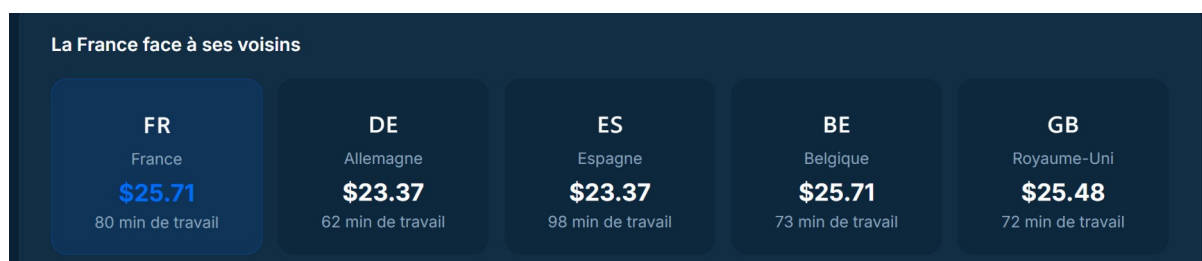 La France face à ses voisins
FR
France
$25.71
80 min de travail
DE
Allemagne
$23.37
62 min de travail
ES
Espagne
$23.37
98 min de travail
BE
Belgique
$25.71
73 min de travail
GB
Royaume-Uni
$25.48
72 min de travail